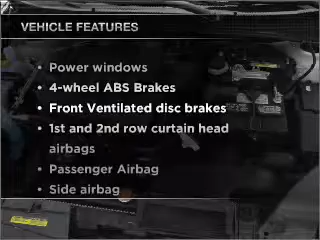 VEHICLE FEATURES
• Power windows
• 4-wheel ABS Brakes
• Front Ventilated disc brakes
• 1st and 2nd row curtain head
airbags
• Passenger Airbag
• Side airbag